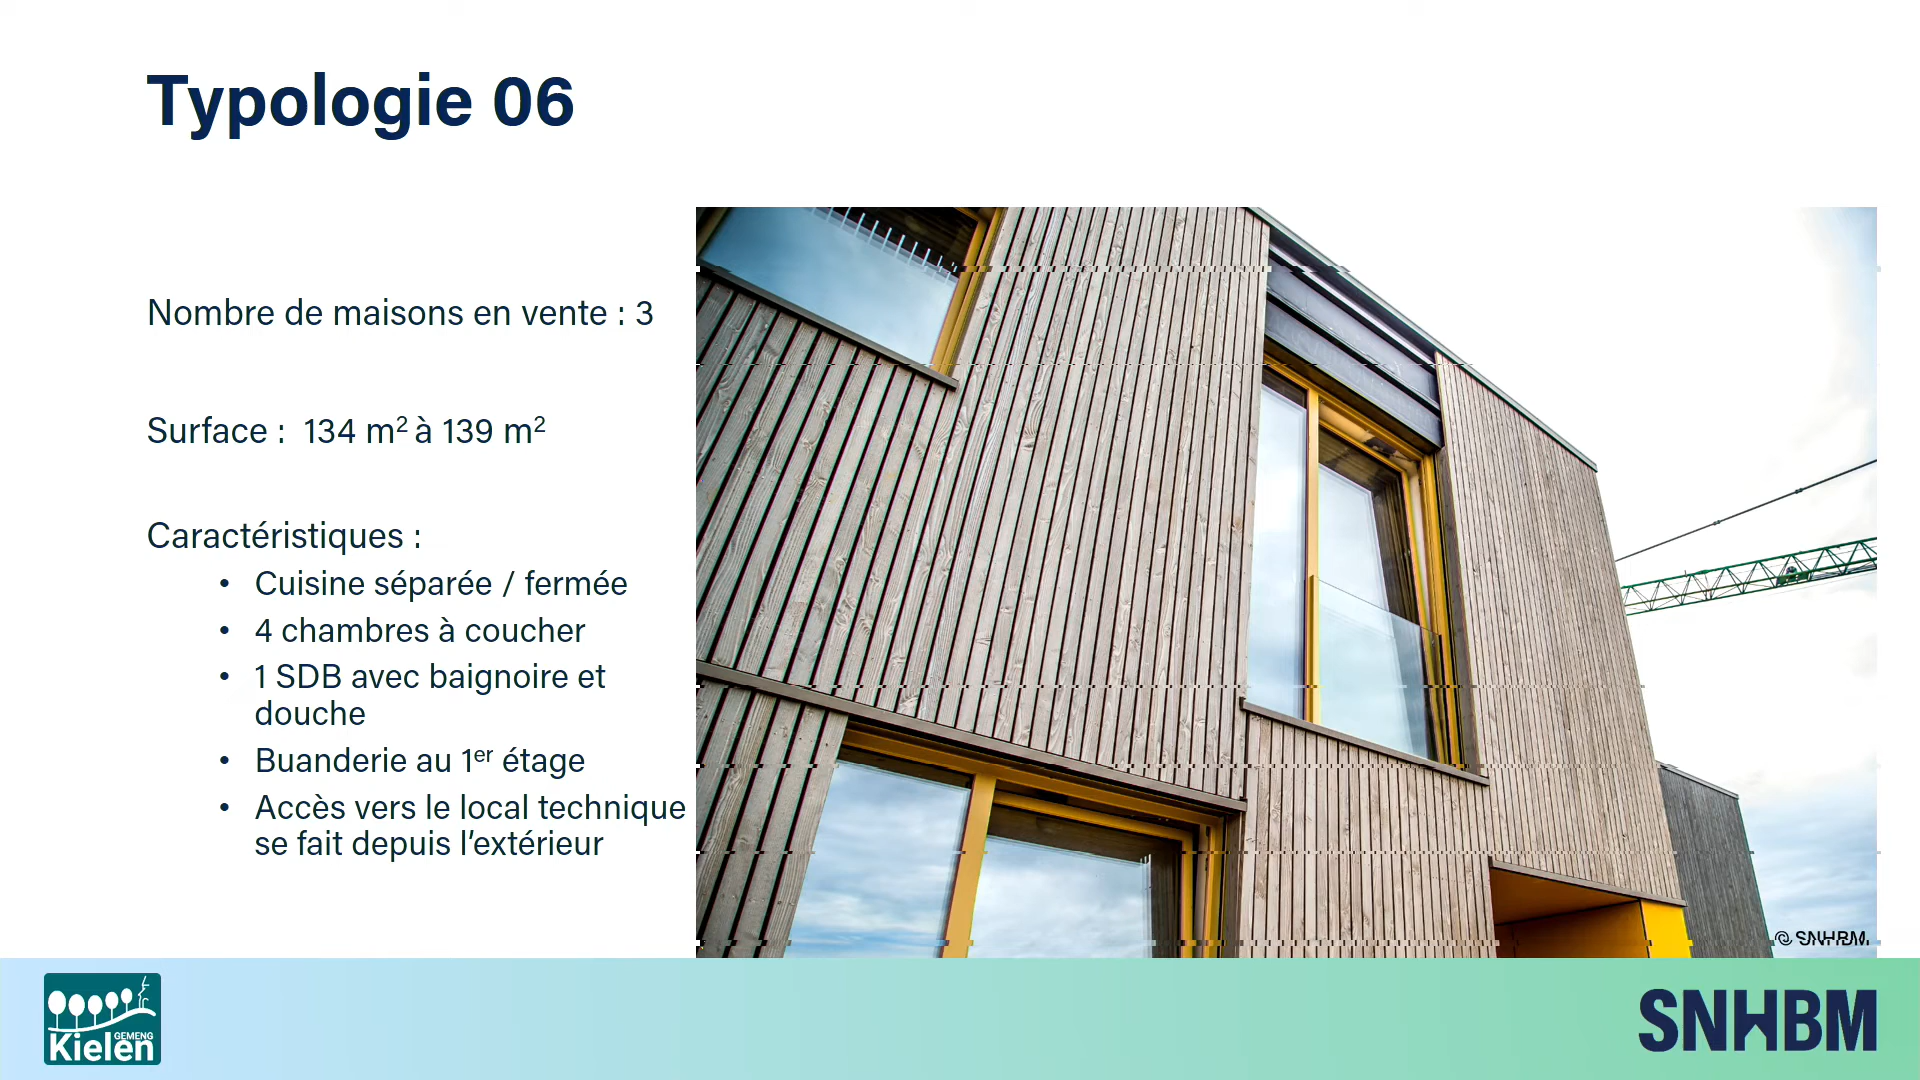 Typologie 06
Nombre de maisons en vente : 3
Surface : 134 m² à 139 m²
Caractéristiques :
• Cuisine séparée / fermée
• 4 chambres à coucher
• 1 SDB avec baignoire et
douche
• Buanderie au 1er étage
• Accès vers le local technique
se fait depuis l’extérieur
© SNHBM
GEMENG
Kielen
SNHBM